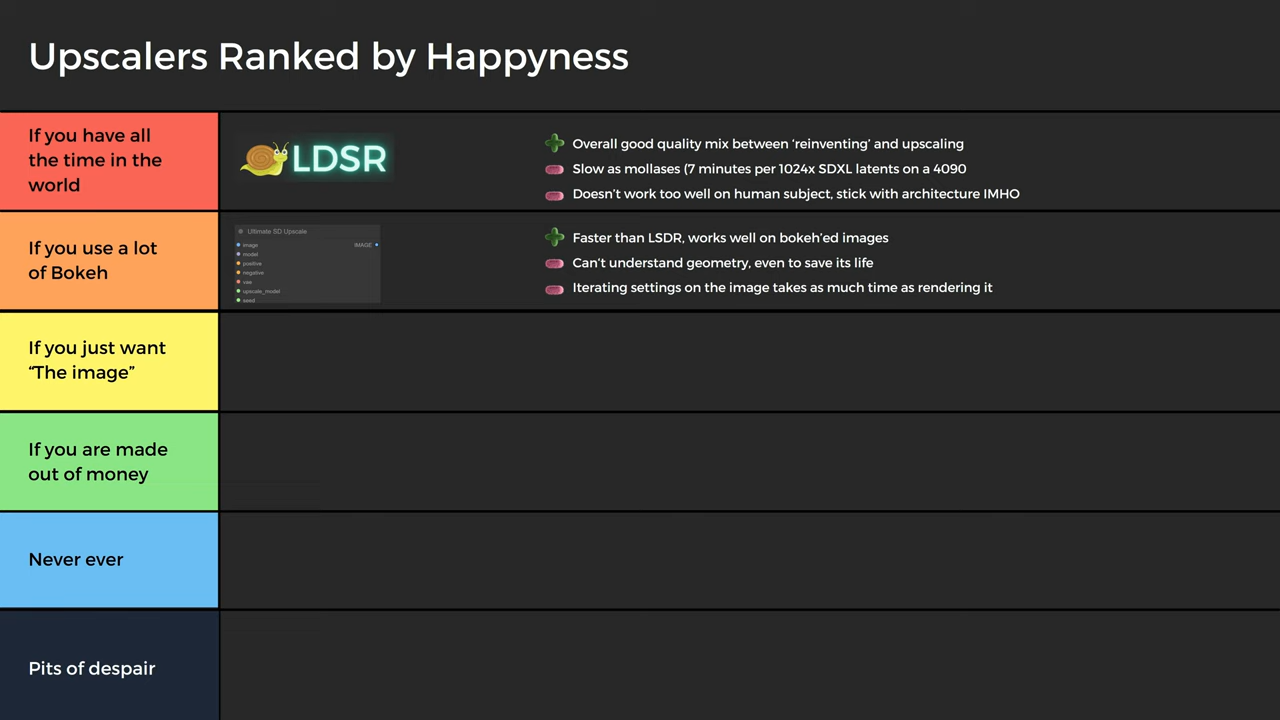 Upscalers Ranked by Happyness
If you have all
the time in the
world
LDSR
Overall good quality mix between ‘reinventing’ and upscaling
Slow as mollases (7 minutes per 1024x SDXL latents on a 4090
Doesn’t work too well on human subject, stick with architecture IMHO
If you use a lot
of Bokeh
Ultimate SD Upscale
image IMAGE
model
positive
negative
vae
upscale_model
seed
Faster than LSDR, works well on bokeh’ed images
Can’t understand geometry, even to save its life
Iterating settings on the image takes as much time as rendering it
If you just want
“The image”
If you are made
out of money
Never ever
Pits of despair